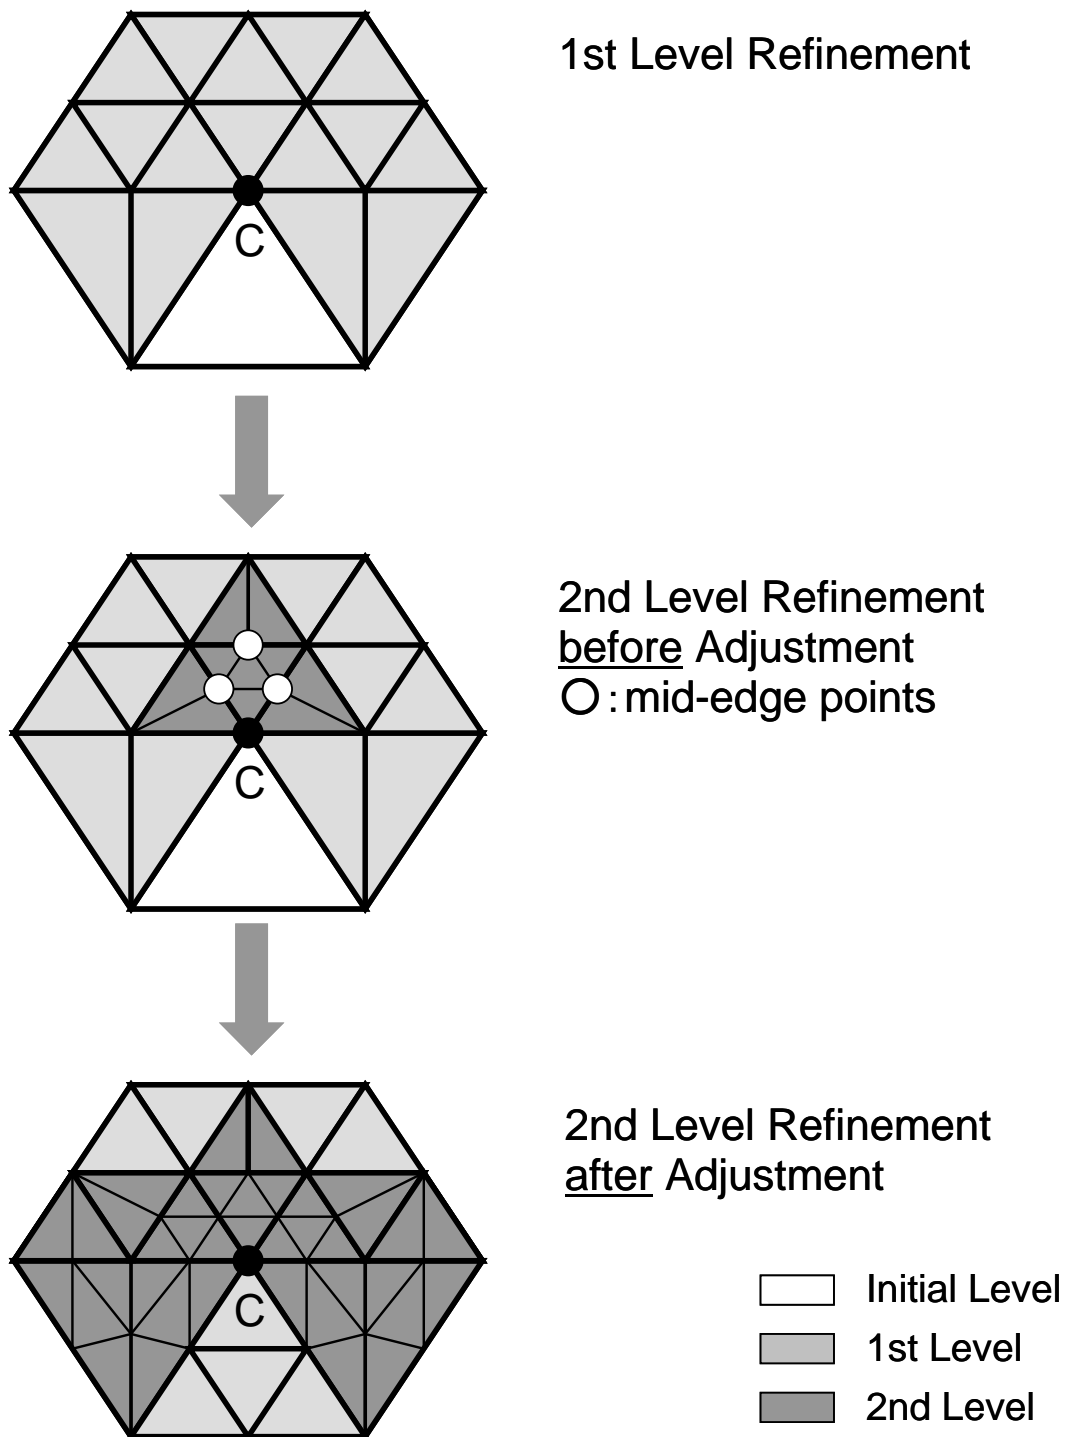 1st Level Refinement
C
2nd Level Refinement
before Adjustment
: mid-edge points
C
2nd Level Refinement
after Adjustment
C
Initial Level
1st Level
2nd Level